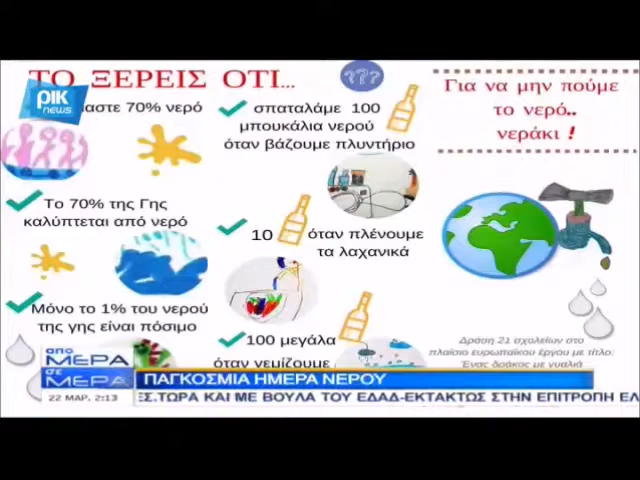 ΤΟ ΞΕΡΕΙΣ ΟΤΙ...
ΡΙΚ
news
70% νερό
Το 70% της Γης
καλύπτεται από νερό
Μόνο το 1% του νερού
της γης είναι πόσιμο
???
σπαταλάμε 100
μπουκάλια νερού
όταν βάζουμε πλυντήριο
10 όταν πλένουμε
τα λαχανικά
100 μεγάλα
όταν γεμίζουμε
Για να μην πούμε
το νερό..
νεράκι !
Δράση 21 σχολείων στο
πλαίσιο ευρωπαϊκού έργου με τίτλο:
Ένας δράκος με γυαλιά
από
ΜΕΡΑ
σε
ΜΕΡΑ
ΠΑΓΚΟΣΜΙΑ ΗΜΕΡΑ ΝΕΡΟΥ
22 ΜΑΡ. 2:13
ΤΩΡΑ ΚΑΙ ΜΕ ΒΟΥΛΑ ΤΟΥ ΕΔΑΔ-ΕΚΤΑΚΤΩΣ ΣΤΗΝ ΕΠΙΤΡΟΠΗ